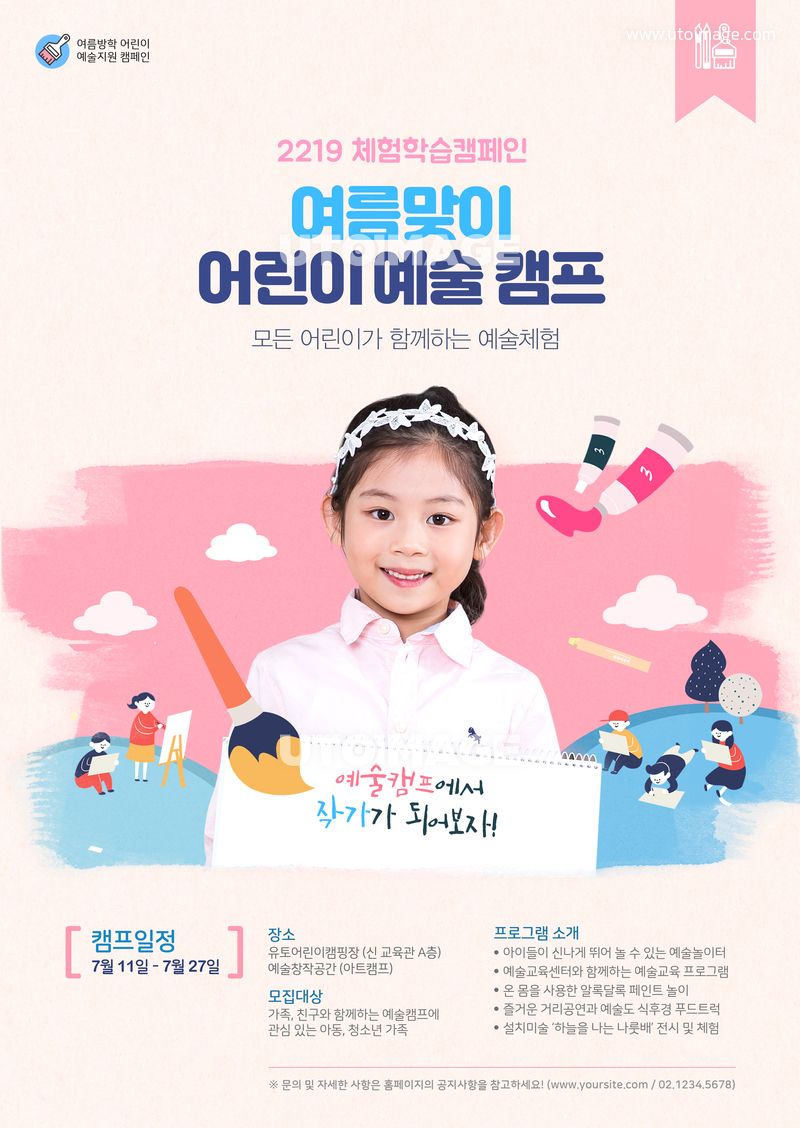 여름방학 어린이
예술지원 캠페인
www.utoimage.com
2219 체험학습캠페인
여름맞이
UTOIMAGE
어린이 예술 캠프
모든 어린이가 함께하는 예술체험
3
3
UTOIMAGE
예술캠프에서
작가가 되어보자!
캠프일정
7월 11일 - 7월 27일
장소
유토어린이캠핑장 (신 교육관 A층)
예술창작공간 (아트캠프)
모집대상
가족, 친구와 함께하는 예술캠프에
관심 있는 아동, 청소년 가족
프로그램 소개
• 아이들이 신나게 뛰어 놀 수 있는 예술놀이터
• 예술교육센터와 함께하는 예술교육 프로그램
• 온 몸을 사용한 알록달록 페인트 놀이
• 즐거운 거리공연과 예술도 식후경 푸드트럭
• 설치미술 '하늘을 나는 나룻배' 전시 및 체험
※ 문의 및 자세한 사항은 홈페이지의 공지사항을 참고하세요! (www.yoursite.com / 02.1234.5678)